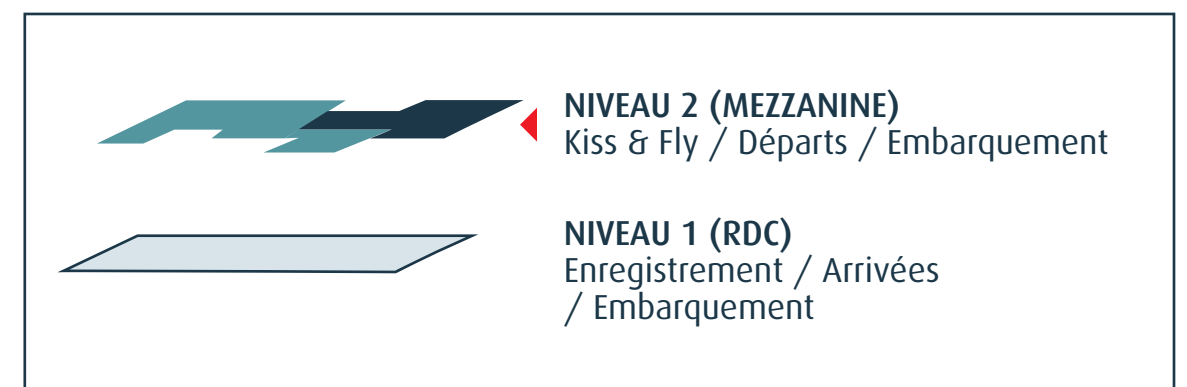 NIVEAU 2 (MEZZANINE)
Kiss & Fly / Départs / Embarquement
NIVEAU 1 (RDC)
Enregistrement / Arrivées
/ Embarquement